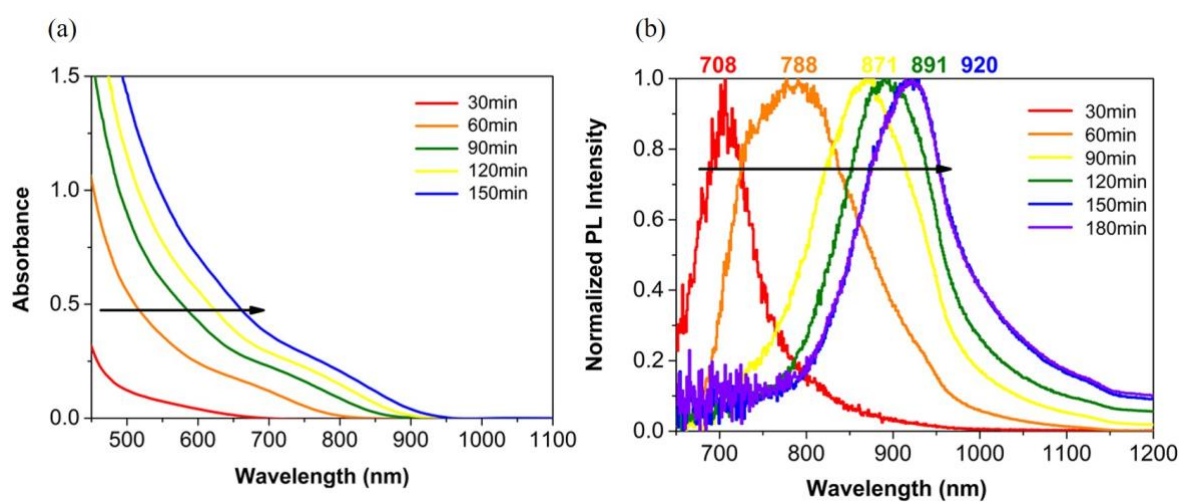 (a)
1.5
1.0
0.5
0.0
Absorbance
30min
60min
90min
120min
150min
500 600 700 800 900 1000 1100
Wavelength (nm)
(b)
708 788 871 891 920
1.0
0.8
0.6
0.4
0.2
0.0
Normalized PL Intensity
30min
60min
90min
120min
150min
180min
700 800 900 1000 1100 1200
Wavelength (nm)